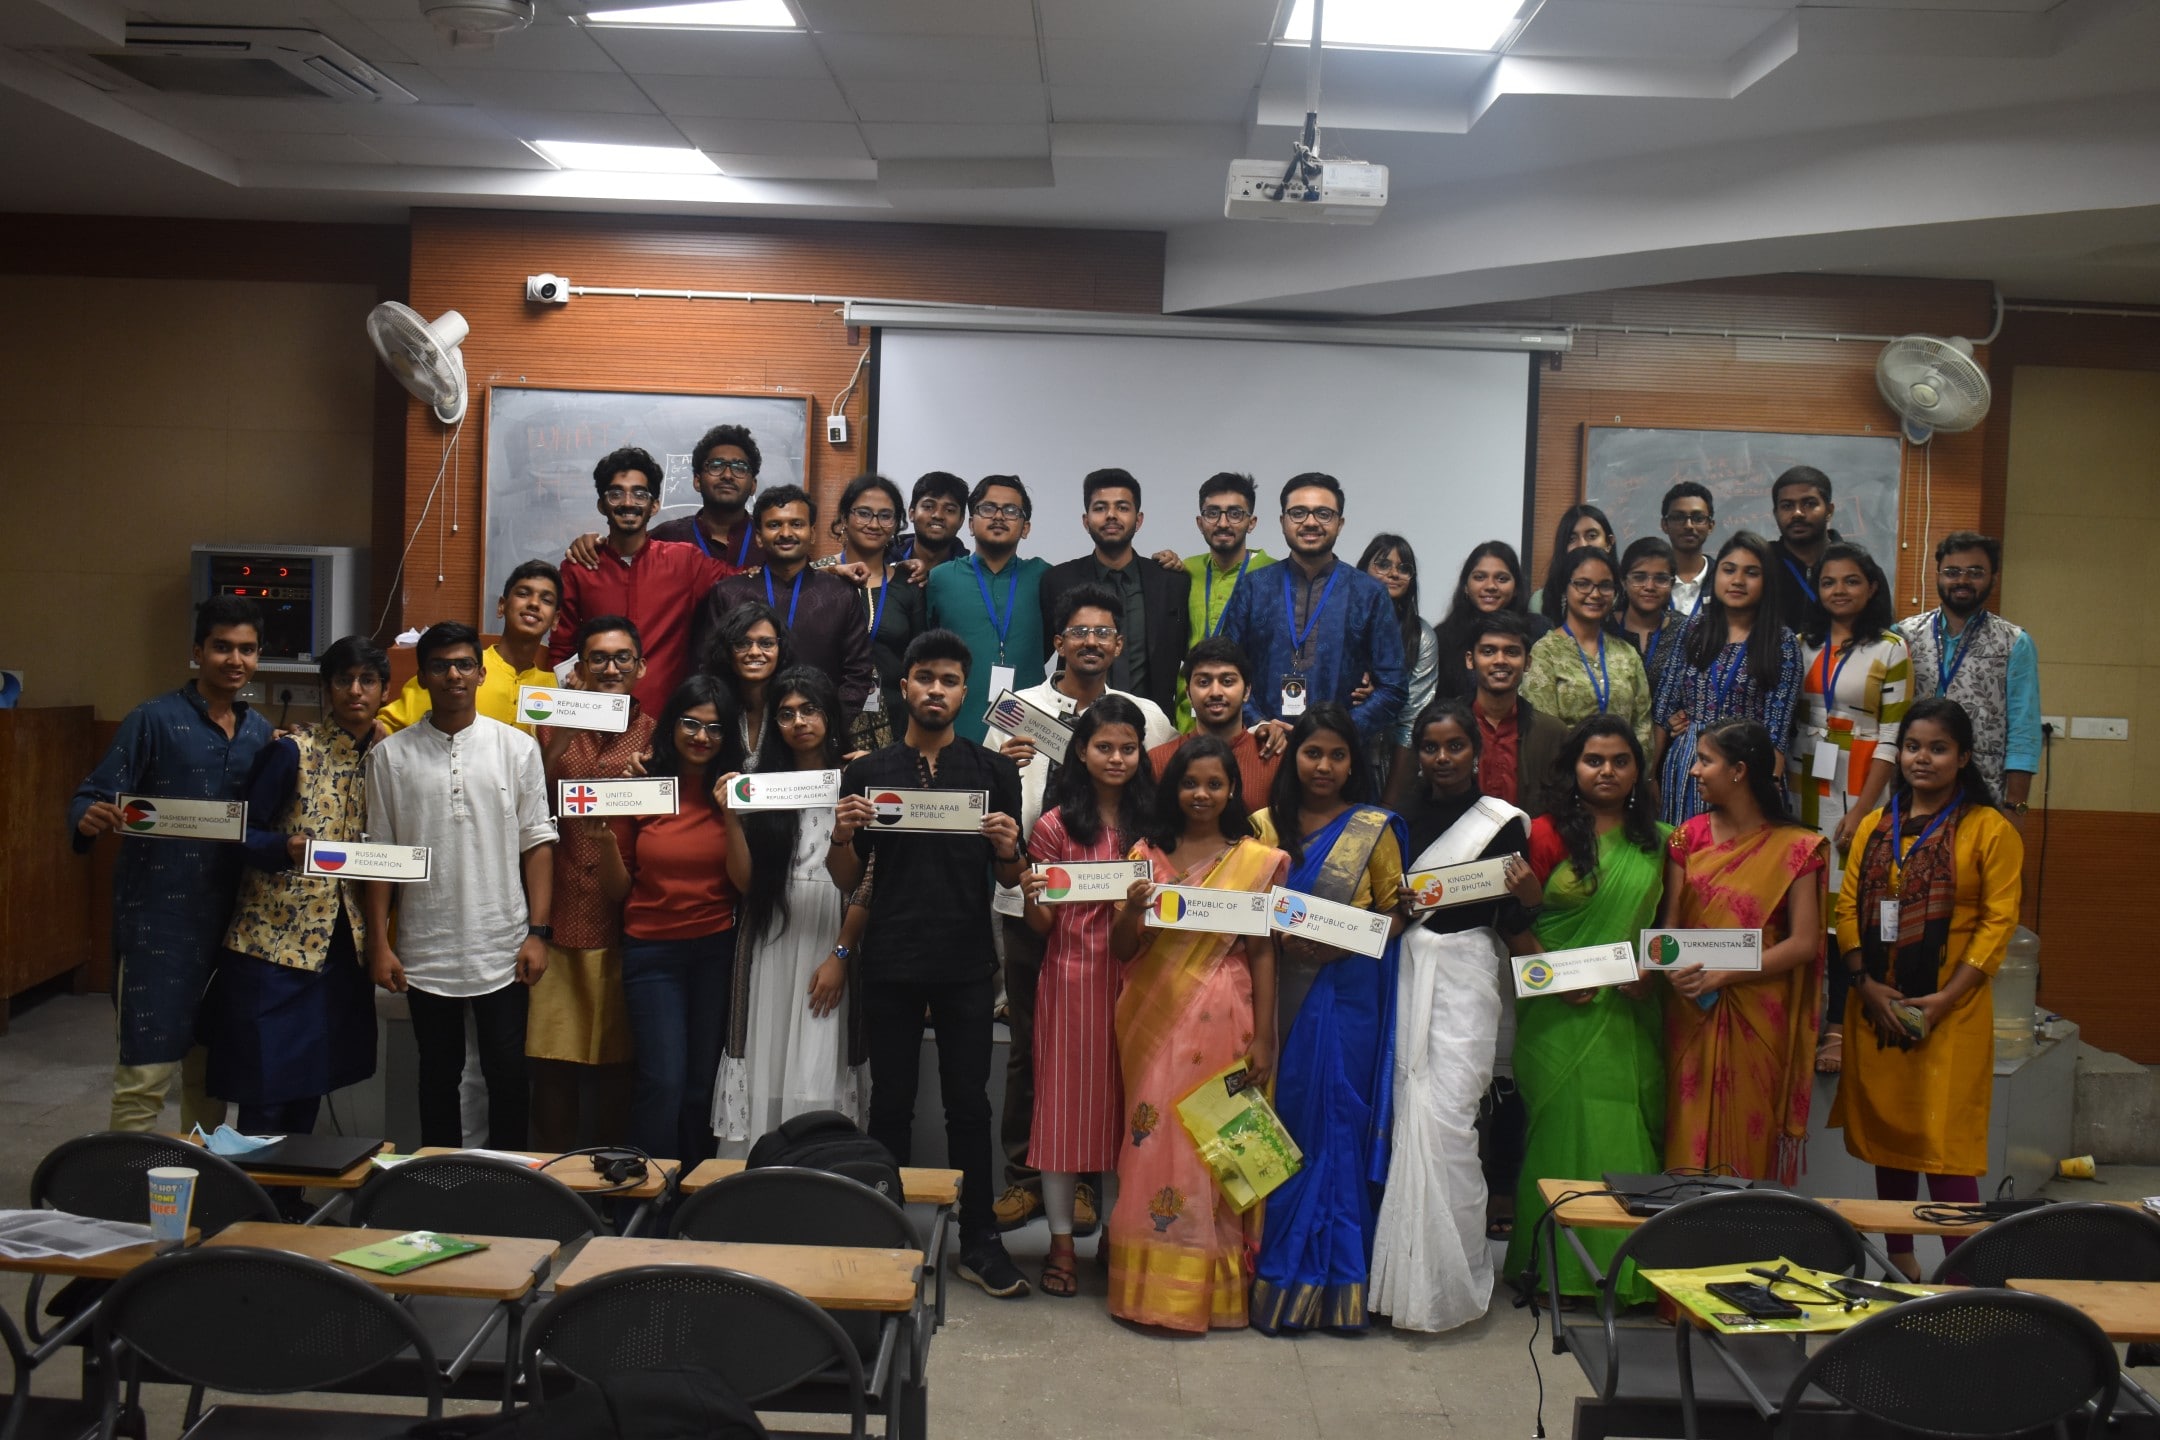 REPUBLIC OF
INDIA
UNITED STATES
OF AMERICA
UNITED
KINGDOM
PEOPLE'S DEMOCRATIC
REPUBLIC OF ALGERIA
SYRIAN ARAB
REPUBLIC
HASHEMITE KINGDOM
OF JORDAN
RUSSIAN
FEDERATION
REPUBLIC OF
BELARUS
REPUBLIC OF
CHAD
REPUBLIC OF
FIJI
KINGDOM
OF BHUTAN
FEDERATIVE REPUBLIC
OF BRAZIL
TURKMENISTAN